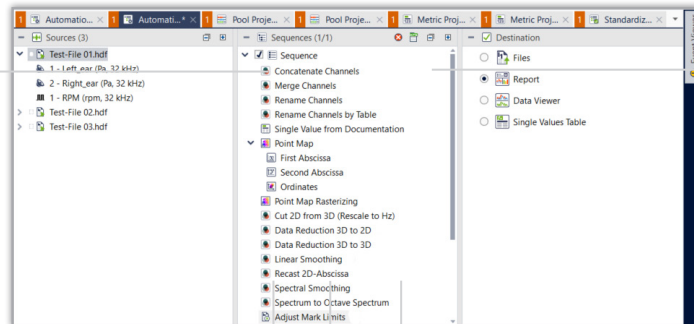 1 Automatio... × 1 Automati...* × 1 Pool Proje... × 1 Pool Proje... × 1 Metric Proj... × 1 Metric Proj... × 1 Standardiz... ×
Sources (3)
Test-File 01.hdf
1 - Left_ear (Pa, 32 kHz)
2 - Right_ear (Pa, 32 kHz)
1 - RPM (rpm, 32 kHz)
Test-File 02.hdf
Test-File 03.hdf
Sequences (1/1)
Sequence
Concatenate Channels
Merge Channels
Rename Channels
Rename Channels by Table
Single Value from Documentation
Point Map
First Abscissa
Second Abscissa
Ordinates
Point Map Rasterizing
Cut 2D from 3D (Rescale to Hz)
Data Reduction 3D to 2D
Data Reduction 3D to 3D
Linear Smoothing
Recast 2D-Abscissa
Spectral Smoothing
Spectrum to Octave Spectrum
Adjust Mark Limits
Destination
Files
Report
Data Viewer
Single Values Table